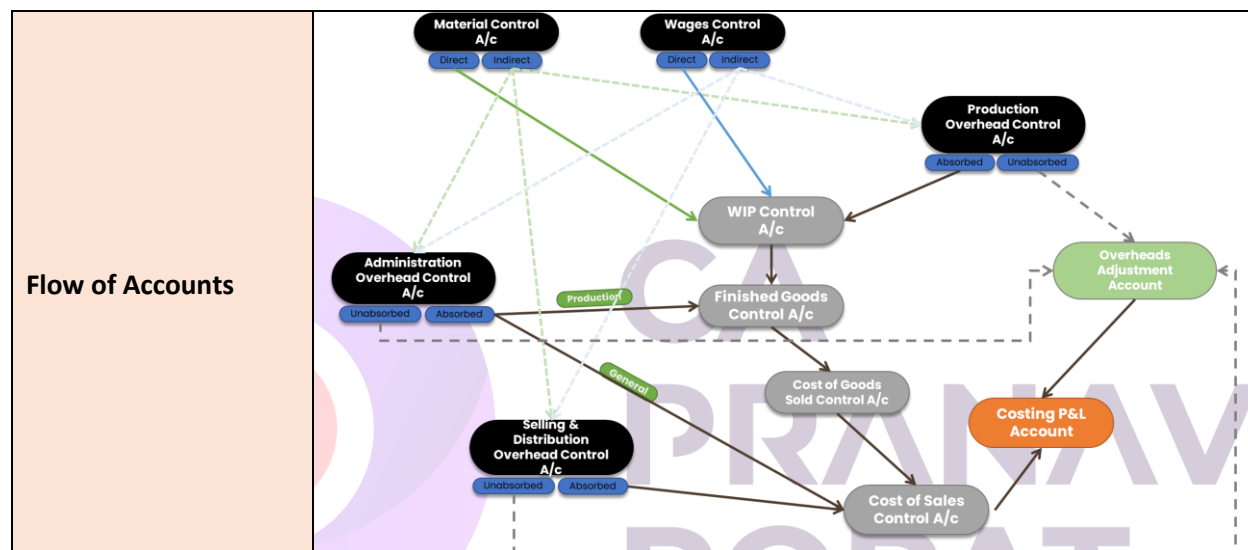 Flow of Accounts
Material Control
A/c
Direct
Indirect
Wages Control
A/c
Direct
Indirect
Production
Overhead Control
A/c
Absorbed
Unabsorbed
WIP Control
A/c
Administration
Overhead Control
A/c
Unabsorbed
Absorbed
Production
General
Finished Goods
Control A/c
Overheads
Adjustment
Account
Cost of Goods
Sold Control A/c
Costing P&L
Account
Selling &
Distribution
Overhead Control
A/c
Unabsorbed
Absorbed
Cost of Sales
Control A/c
CA
PRANAV